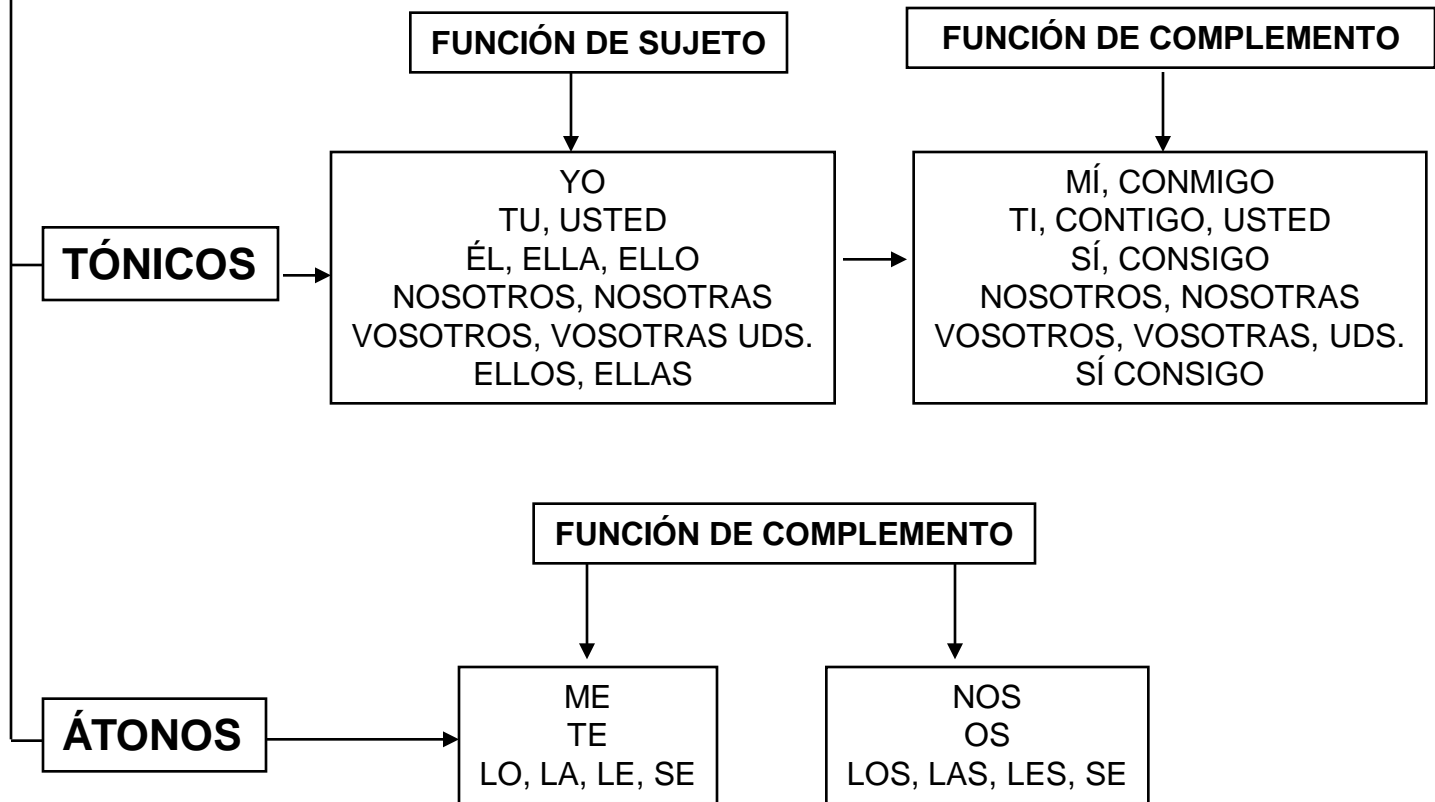 FUNCIÓN DE SUJETO
FUNCIÓN DE COMPLEMENTO
TÓNICOS
YO
TU, USTED
ÉL, ELLA, ELLO
NOSOTROS, NOSOTRAS
VOSOTROS, VOSOTRAS UDS.
ELLOS, ELLAS
MÍ, CONMIGO
TI, CONTIGO, USTED
SÍ, CONSIGO
NOSOTROS, NOSOTRAS
VOSOTROS, VOSOTRAS, UDS.
SÍ CONSIGO
FUNCIÓN DE COMPLEMENTO
ÁTONOS
ME
TE
LO, LA, LE, SE
NOS
OS
LOS, LAS, LES, SE